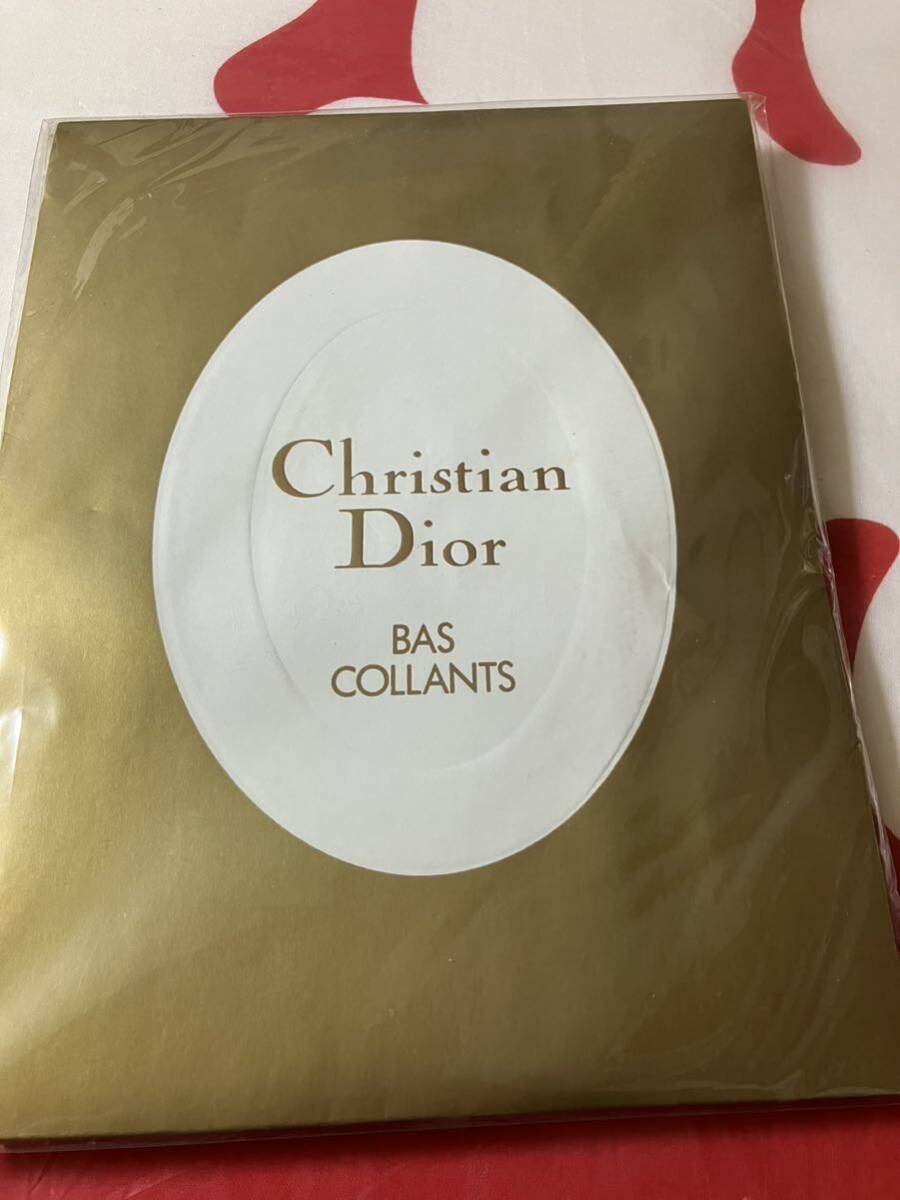 Christian
Dior
BAS
COLLANTS